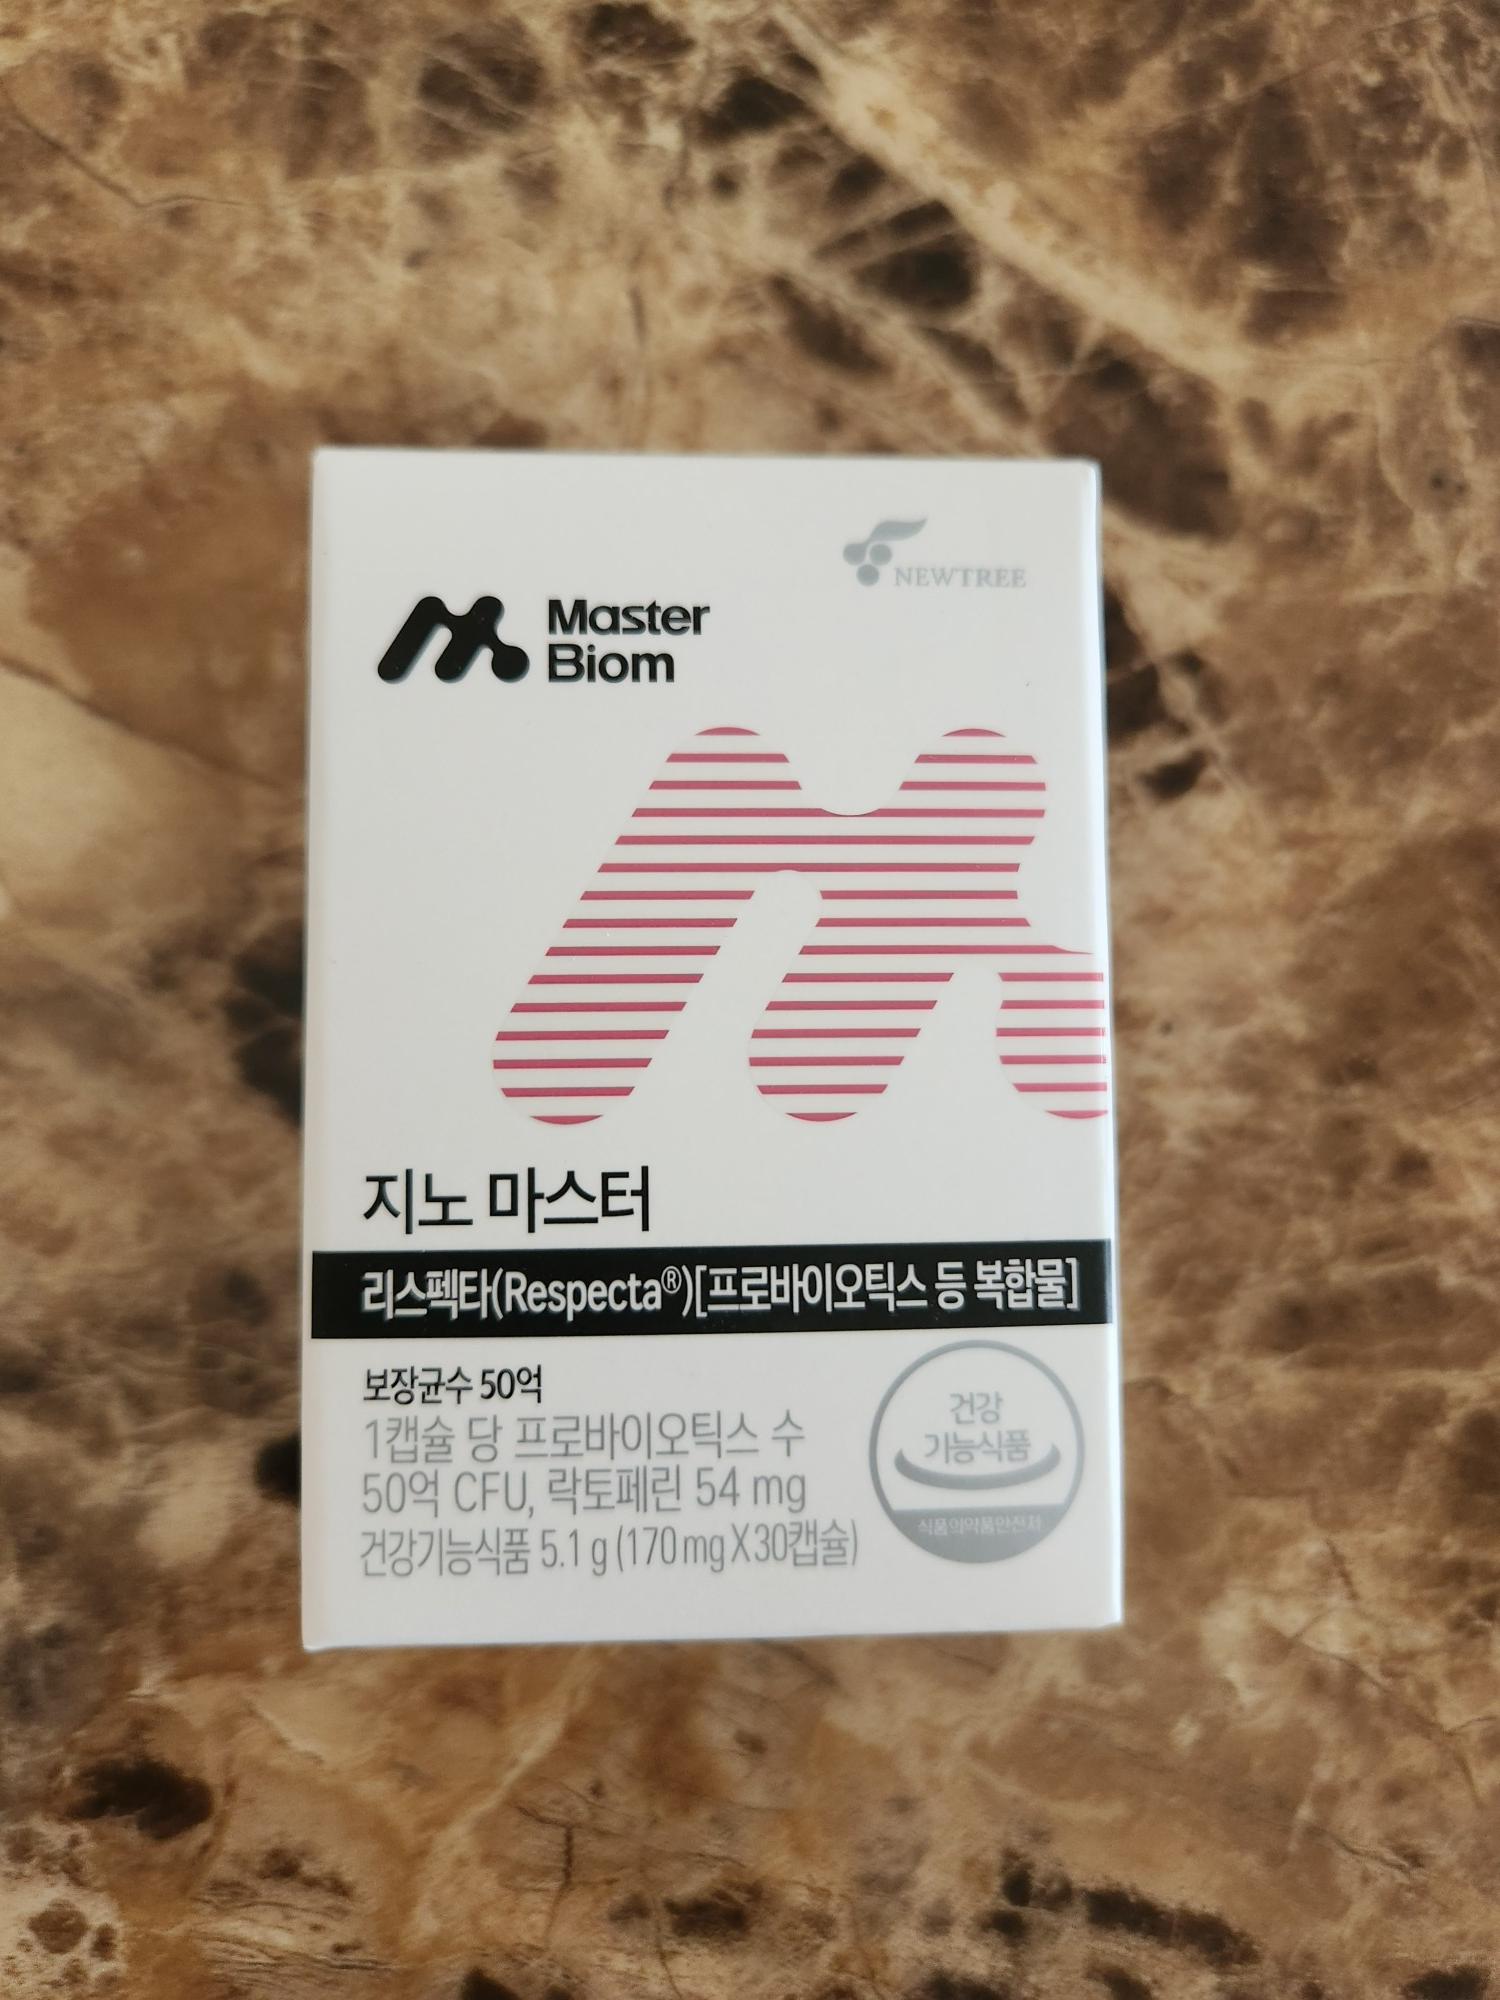 NEWTREE
Master
Biom
지노 마스터
리스펙타(Respecta®)[프로바이오틱스 등 복합물]
보장균수 50억
1캡슐 당 프로바이오틱스 수
50억 CFU, 락토페린 54 mg
건강기능식품 5.1 g (170 mg X 30캡슐)
건강
기능식품
식품의약품안전처